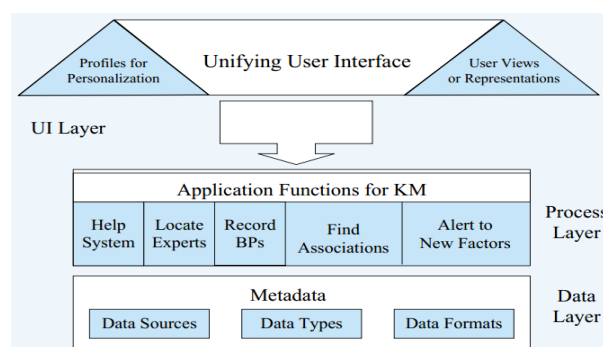 Unifying User Interface
Profiles for
Personalization
User Views
or Representations
UI Layer
Application Functions for KM
Help
System
Locate
Experts
Record
BPs
Find
Associations
Alert to
New Factors
Process
Layer
Metadata
Data Sources
Data Types
Data Formats
Data
Layer